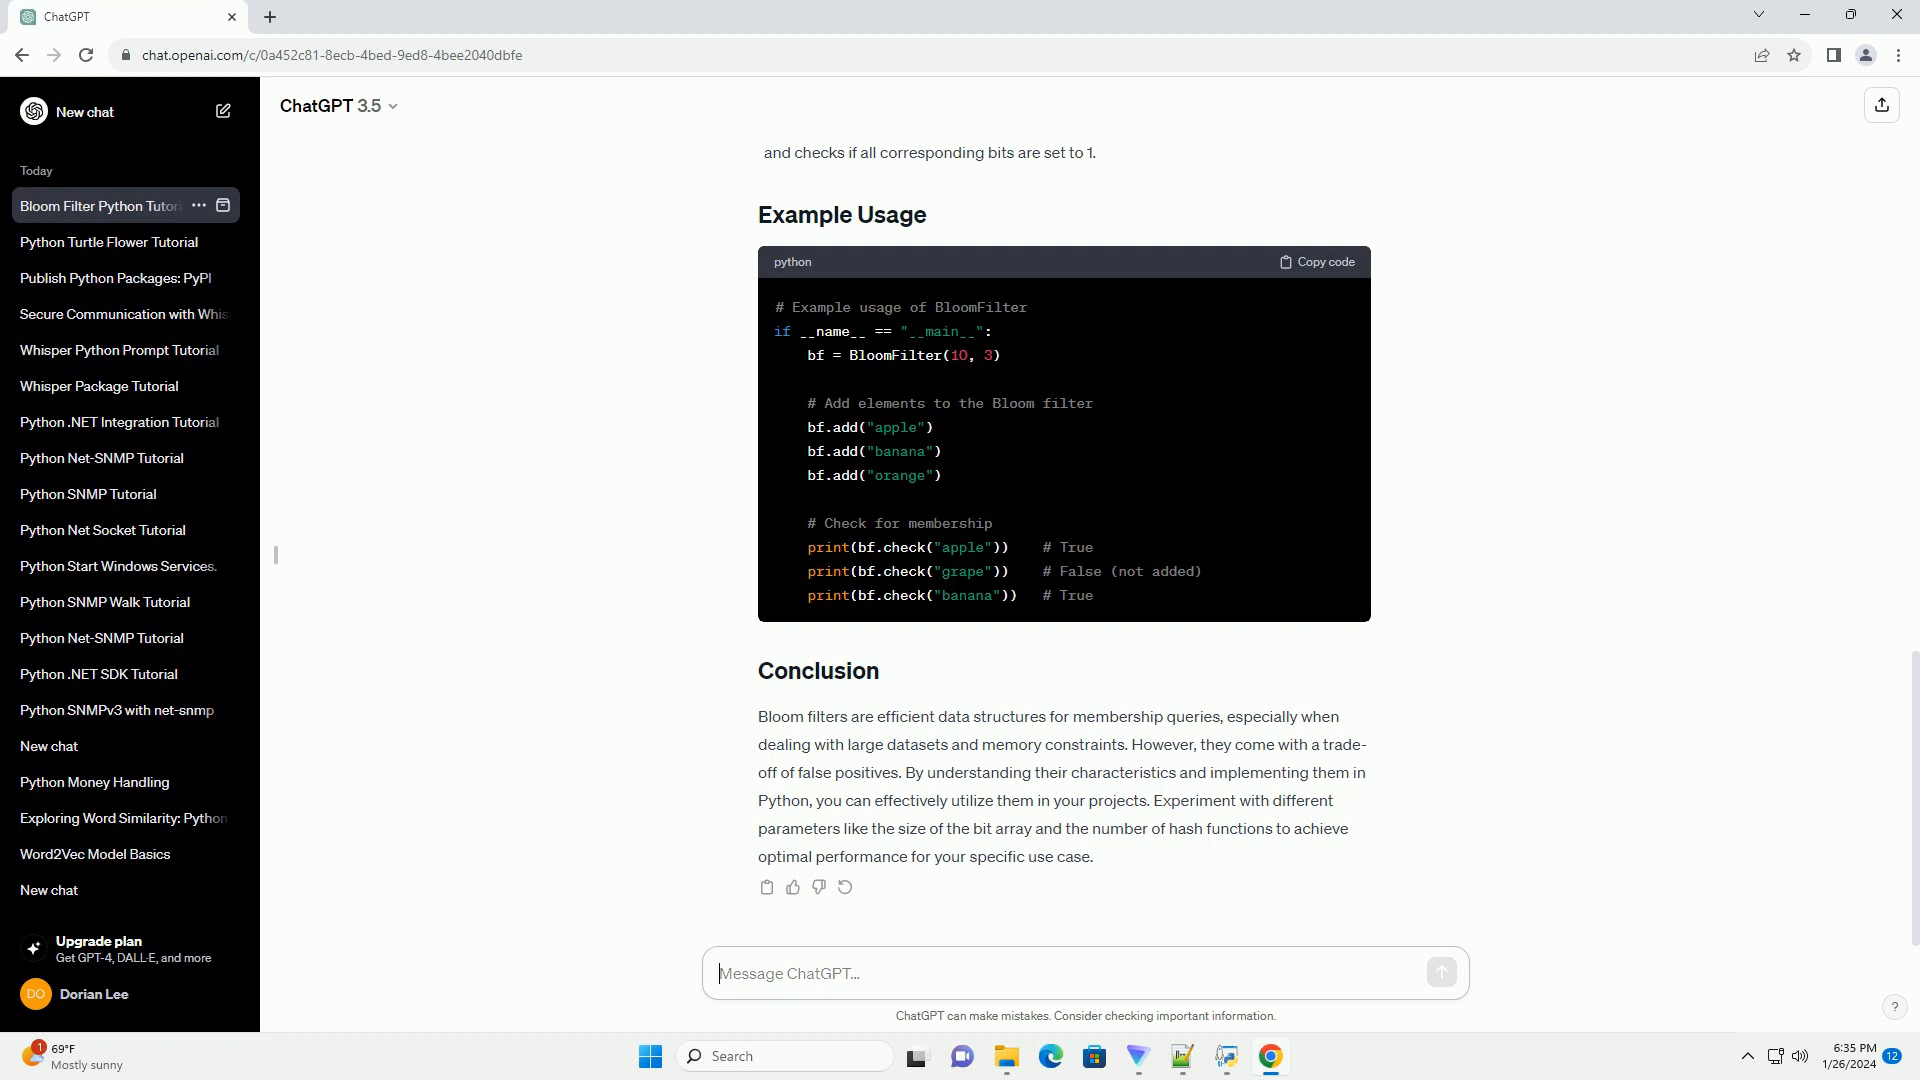 ChatGPT
chat.openai.com/c/0a452c81-8ecb-4bed-9ed8-4bee2040dbfe
New chat
ChatGPT 3.5
Today
Bloom Filter Python Tutori
Python Turtle Flower Tutorial
Publish Python Packages: PyPI
Secure Communication with Whis
Whisper Python Prompt Tutorial
Whisper Package Tutorial
Python .NET Integration Tutorial
Python Net-SNMP Tutorial
Python SNMP Tutorial
Python Net Socket Tutorial
Python Start Windows Services.
Python SNMP Walk Tutorial
Python Net-SNMP Tutorial
Python .NET SDK Tutorial
Python SNMPv3 with net-snmp
New chat
Python Money Handling
Exploring Word Similarity: Python
Word2Vec Model Basics
New chat
Upgrade plan
Get GPT-4, DALL·E, and more
DO Dorian Lee
and checks if all corresponding bits are set to 1.
Example Usage
python Copy code
# Example usage of BloomFilter
if __name__ == "__main__":
bf = BloomFilter(10, 3)
# Add elements to the Bloom filter
bf.add("apple")
bf.add("banana")
bf.add("orange")
# Check for membership
print(bf.check("apple")) # True
print(bf.check("grape")) # False (not added)
print(bf.check("banana")) # True
Conclusion
Bloom filters are efficient data structures for membership queries, especially when
dealing with large datasets and memory constraints. However, they come with a trade-
off of false positives. By understanding their characteristics and implementing them in
Python, you can effectively utilize them in your projects. Experiment with different
parameters like the size of the bit array and the number of hash functions to achieve
optimal performance for your specific use case.
Message ChatGPT...
ChatGPT can make mistakes. Consider checking important information.
?
1
69°F
Mostly sunny
Search
6:35 PM
1/26/2024
12